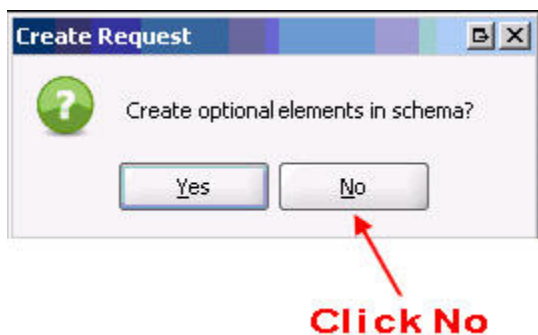 Create Request
Create optional elements in schema?
Yes
No
Click No